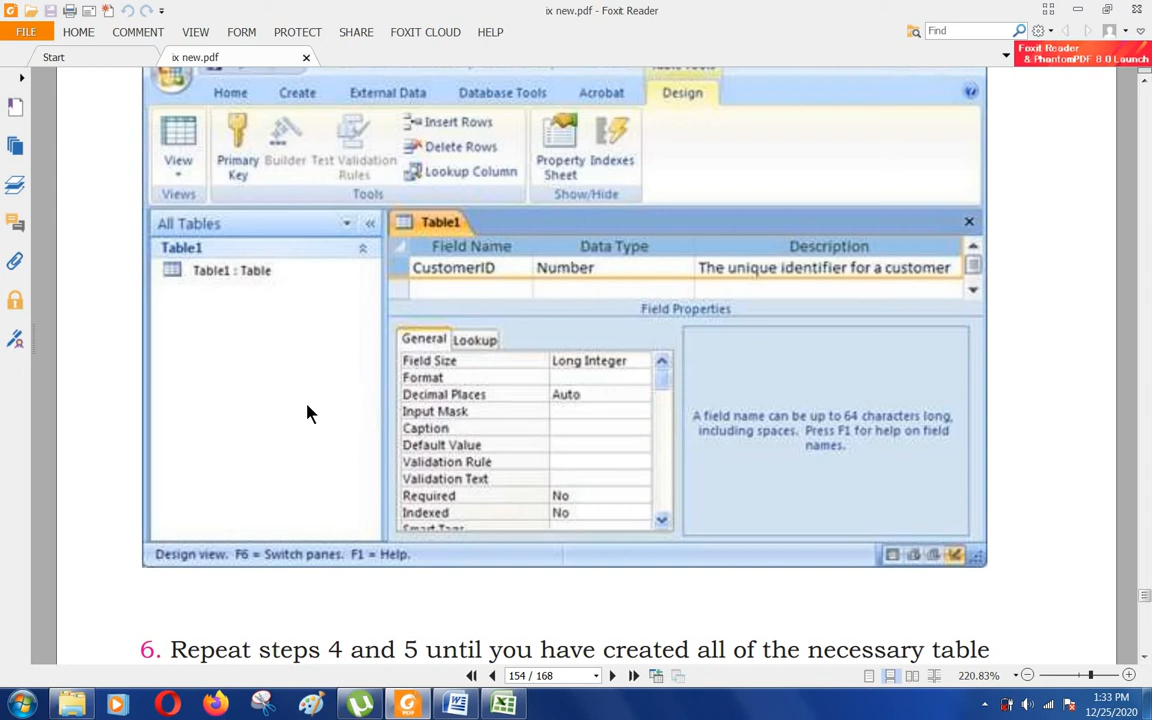 ix new.pdf - Foxit Reader
FILE HOME COMMENT VIEW FORM PROTECT SHARE FOXIT CLOUD HELP
Find
Start ix new.pdf
Foxit Reader
& PhantomPDF 8.0 Launch
Home Create External Data Database Tools Acrobat Design
View
Views
Primary
Key
Builder
Test Validation
Rules
Insert Rows
Delete Rows
Lookup Column
Tools
Property
Sheet
Indexes
Show/Hide
All Tables
Table1
Table1 : Table
Table1
Field Name Data Type Description
CustomerID Number The unique identifier for a customer
Field Properties
General Lookup
Field Size Long Integer
Format
Decimal Places Auto
Input Mask
Caption
Default Value
Validation Rule
Validation Text
Required No
Indexed No
Smart Tags
A field name can be up to 64 characters long,
including spaces. Press F1 for help on field
names.
Design view. F6 = Switch panes. F1 = Help.
6. Repeat steps 4 and 5 until you have created all of the necessary table
154 / 168
220.83%
1:33 PM
12/25/2020